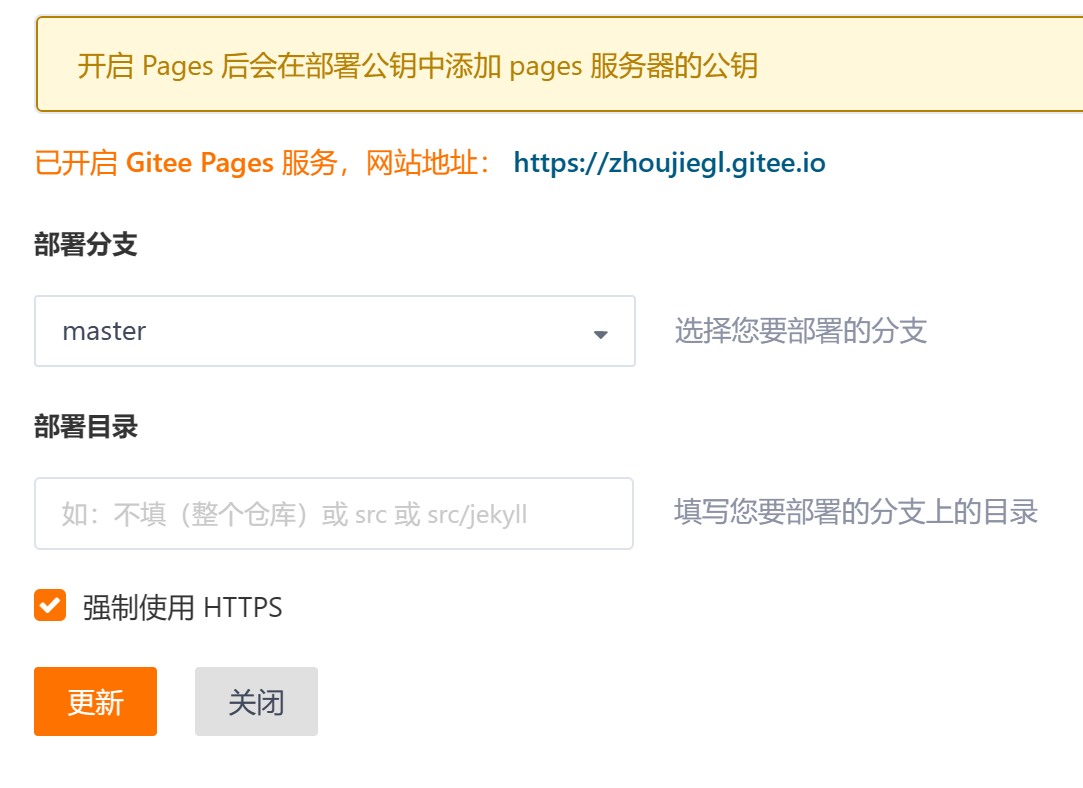 开启 Pages 后会在部署公钥中添加 pages 服务器的公钥
已开启 Gitee Pages 服务，网站地址： https://zhoujiegl.gitee.io
部署分支
master
选择您要部署的分支
部署目录
如：不填（整个仓库）或 src 或 src/jekyll
填写您要部署的分支上的目录
强制使用 HTTPS
更新 关闭